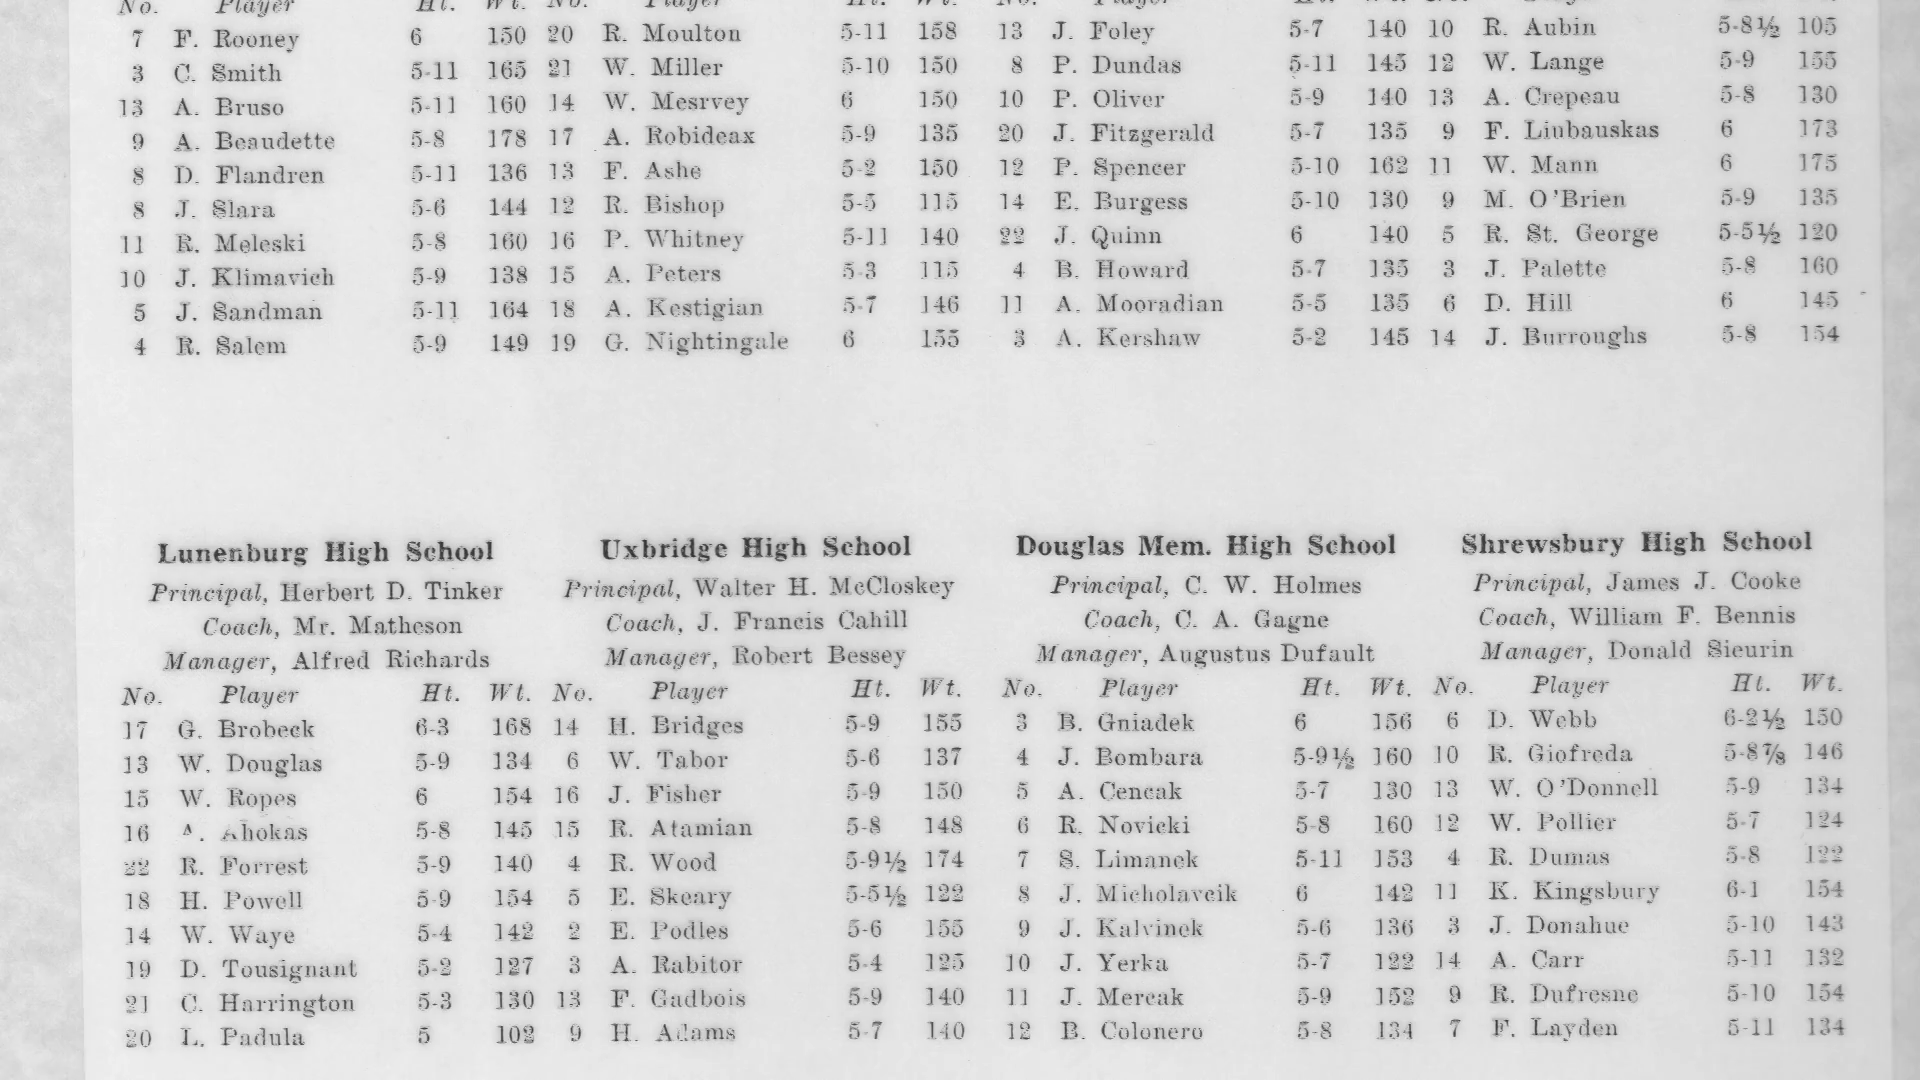 No. Player Ht. Wt. No. Player Ht. Wt. No. Player Ht. Wt. No. Player Ht. Wt.
7 F. Rooney 6 150 20 R. Moulton 5-11 158 13 J. Foley 5-7 140 10 R. Aubin 5-8½ 105
3 C. Smith 5-11 165 21 W. Miller 5-10 150 8 P. Dundas 5-11 145 12 W. Lange 5-9 155
13 A. Bruso 5-11 160 14 W. Mesrvey 6 150 10 P. Oliver 5-9 140 13 A. Crepeau 5-8 130
9 A. Beaudette 5-8 178 17 A. Robideax 5-9 135 20 J. Fitzgerald 5-7 135 9 F. Liubauskas 6 173
8 D. Flandren 5-11 136 13 F. Ashe 5-2 150 12 P. Spencer 5-10 162 11 W. Mann 6 175
8 J. Slara 5-6 144 12 R. Bishop 5-5 115 14 E. Burgess 5-10 130 9 M. O'Brien 5-9 135
11 R. Meleski 5-8 160 16 P. Whitney 5-11 140 22 J. Quinn 6 140 5 R. St. George 5-5½ 120
10 J. Klimavich 5-9 138 15 A. Peters 5-3 115 4 B. Howard 5-7 135 3 J. Palette 5-8 160
5 J. Sandman 5-11 164 18 A. Kestigian 5-7 146 11 A. Mooradian 5-5 135 6 D. Hill 6 145
4 R. Salem 5-9 149 19 G. Nightingale 6 155 3 A. Kershaw 5-2 145 14 J. Burroughs 5-8 154
Lunenburg High School Uxbridge High School Douglas Mem. High School Shrewsbury High School
Principal, Herbert D. Tinker Principal, Walter H. McCloskey Principal, C. W. Holmes Principal, James J. Cooke
Coach, Mr. Matheson Coach, J. Francis Cahill Coach, C. A. Gagne Coach, William F. Bennis
Manager, Alfred Richards Manager, Robert Bessey Manager, Augustus Dufault Manager, Donald Sieurin
No. Player Ht. Wt. No. Player Ht. Wt. No. Player Ht. Wt. No. Player Ht. Wt.
17 G. Brobeck 6-3 168 14 H. Bridges 5-9 155 3 B. Gniadek 6 156 6 D. Webb 6-2½ 150
13 W. Douglas 5-9 134 6 W. Tabor 5-6 137 4 J. Bombara 5-9½ 160 10 R. Giofreda 5-8⅞ 146
15 W. Ropes 6 154 16 J. Fisher 5-9 150 5 A. Cencak 5-7 130 13 W. O'Donnell 5-9 134
16 A. Ahokas 5-8 145 15 R. Atamian 5-8 148 6 R. Novicki 5-8 160 12 W. Pollier 5-7 124
22 R. Forrest 5-9 140 4 R. Wood 5-9½ 174 7 S. Limanek 5-11 153 4 R. Dumas 5-8 122
18 H. Powell 5-9 154 5 E. Skeary 5-5½ 122 8 J. Micholavcik 6 142 11 K. Kingsbury 6-1 154
14 W. Waye 5-4 142 2 E. Podles 5-6 155 9 J. Kalvinek 5-6 136 3 J. Donahue 5-10 143
19 D. Tousignant 5-2 127 3 A. Rabitor 5-4 125 10 J. Yerka 5-7 122 14 A. Carr 5-11 132
21 C. Harrington 5-3 130 13 F. Gadbois 5-9 140 11 J. Mercak 5-9 152 9 R. Dufresne 5-10 154
20 L. Padula 5 102 9 H. Adams 5-7 140 12 B. Colonero 5-8 134 7 F. Layden 5-11 134